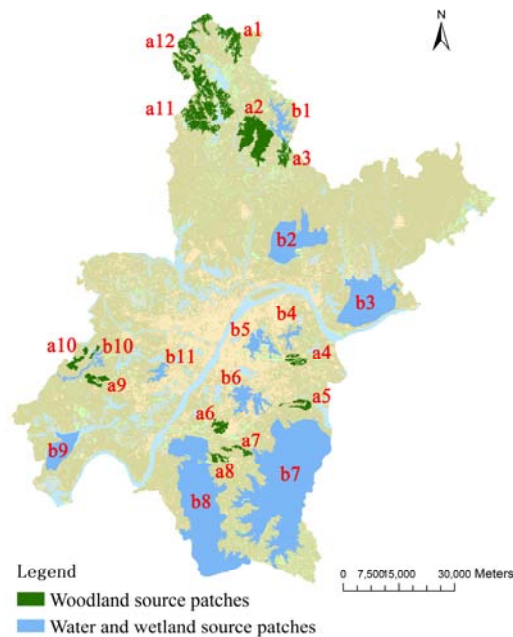 a1
N
a12
a11
a2
b1
a3
b2
b3
b4
b5
a10
b10
b11
a4
a9
b6
a5
a6
a7
b9
a8
b7
b8
Legend
0 7,50015,000 30,000 Meters
Woodland source patches
Water and wetland source patches